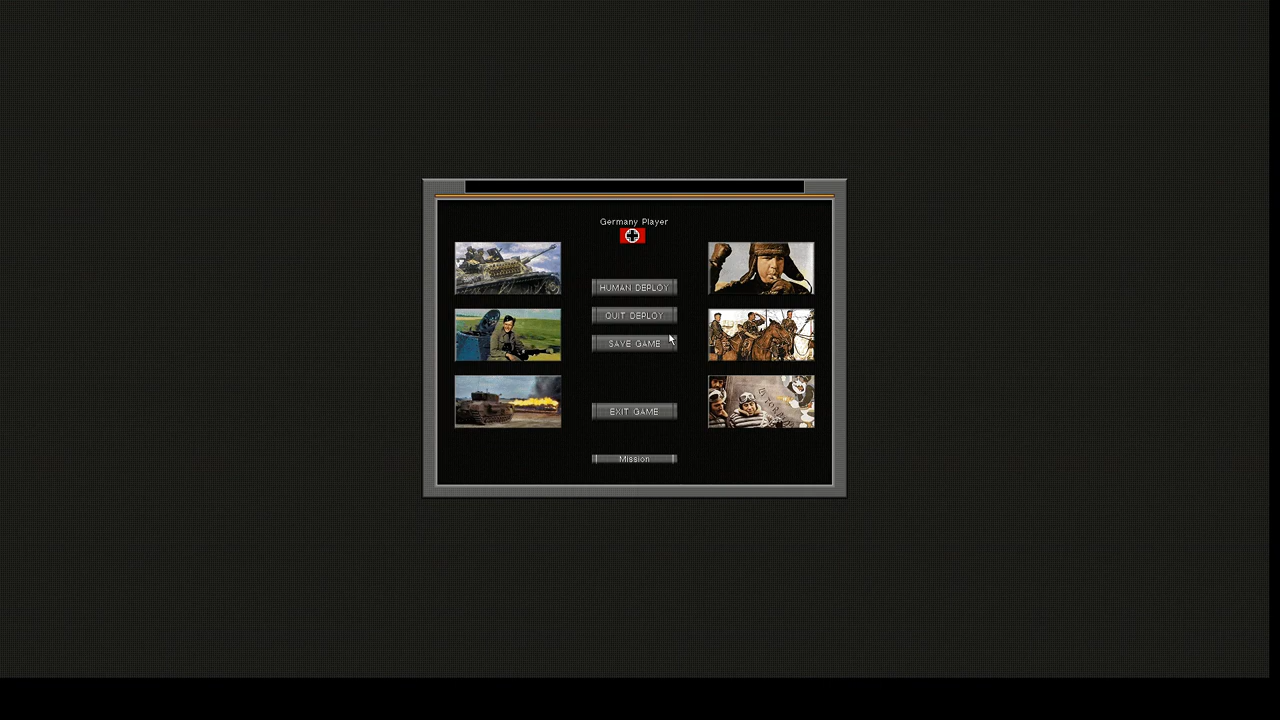 Germany Player
HUMAN DEPLOY
QUIT DEPLOY
SAVE GAME
EXIT GAME
Mission